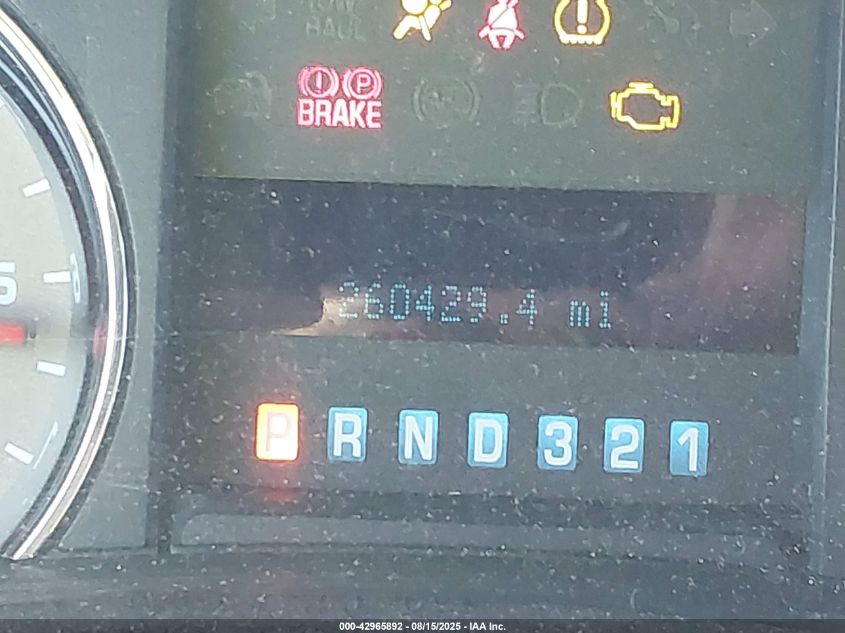 TOW
HAUL
BRAKE
260429.4 mi
P R N D 3 2 1
000-42965892 - 08/15/2025 - IAA Inc.